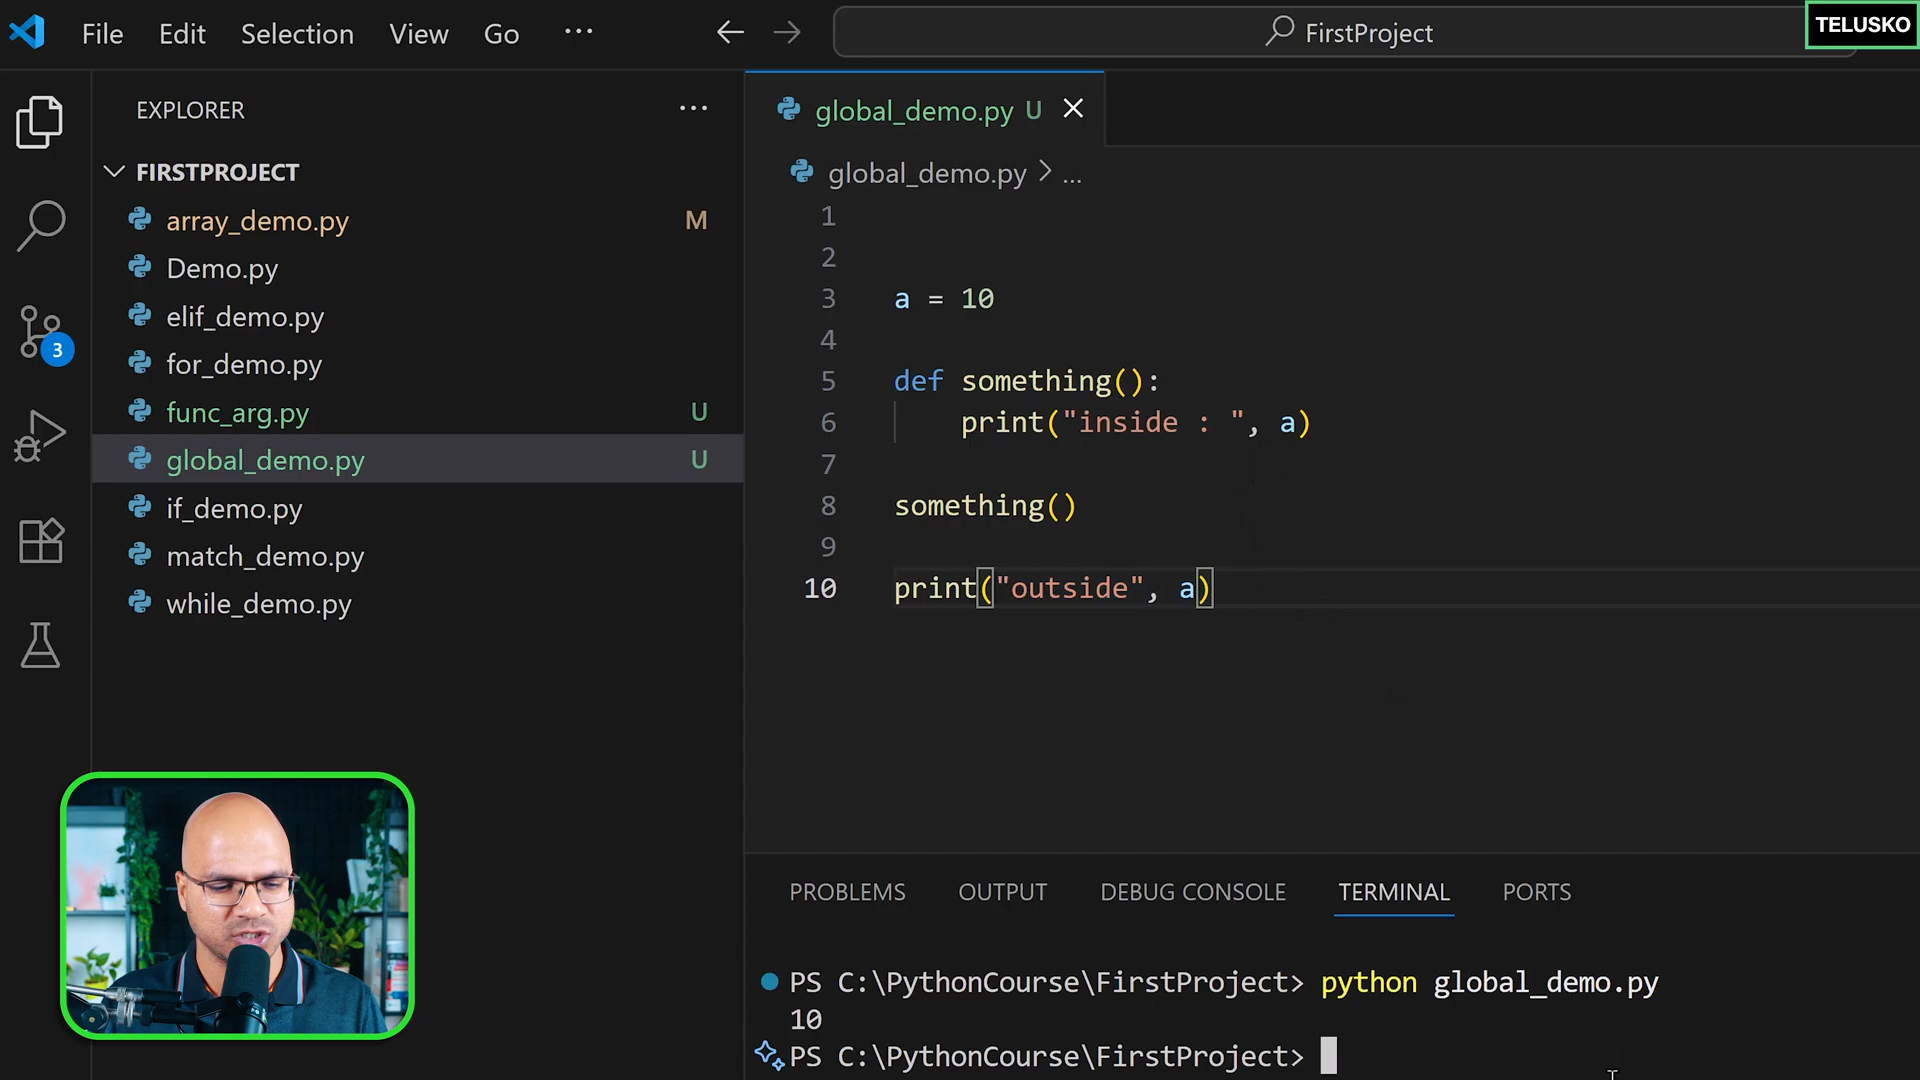 File Edit Selection View Go ...
FirstProject
TELUSKO
EXPLORER ...
FIRSTPROJECT
array_demo.py M
Demo.py
elif_demo.py
for_demo.py
func_arg.py U
global_demo.py U
if_demo.py
match_demo.py
while_demo.py
3
global_demo.py U
global_demo.py > ...
1
2
3 a = 10
4
5 def something():
6 print("inside : ", a)
7
8 something()
9
10 print("outside", a)
PROBLEMS OUTPUT DEBUG CONSOLE TERMINAL PORTS
PS C:\PythonCourse\FirstProject> python global_demo.py
10
PS C:\PythonCourse\FirstProject>